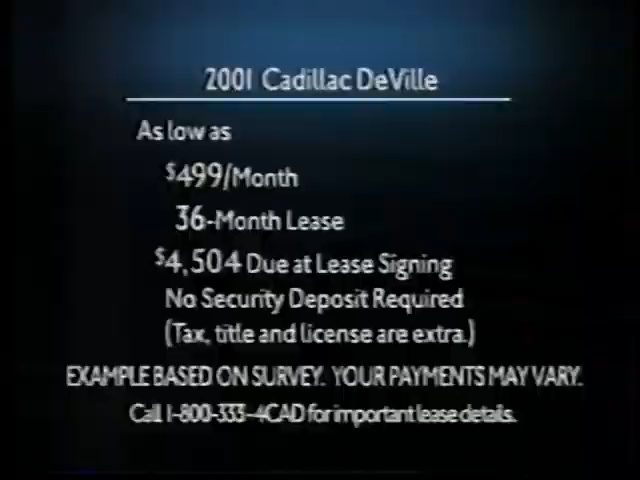 2001 Cadillac DeVille
As low as
$499/Month
36-Month Lease
$4,504 Due at Lease Signing
No Security Deposit Required
(Tax, title and license are extra.)
EXAMPLE BASED ON SURVEY. YOUR PAYMENTS MAY VARY.
Call 1-800-333-4CAD for important lease details.